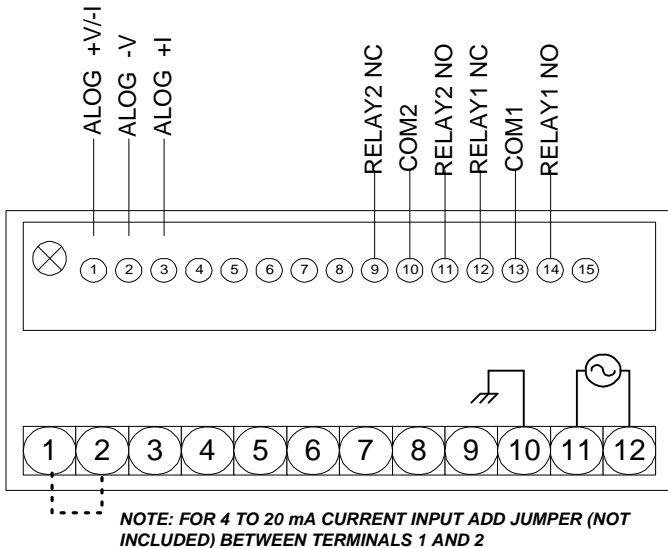 ALOG +V/-I
ALOG -V
ALOG +I
RELAY2 NC
COM2
RELAY2 NO
RELAY1 NC
COM1
RELAY1 NO
1 2 3 4 5 6 7 8 9 10 11 12 13 14 15
1 2 3 4 5 6 7 8 9 10 11 12
NOTE: FOR 4 TO 20 mA CURRENT INPUT ADD JUMPER (NOT
INCLUDED) BETWEEN TERMINALS 1 AND 2